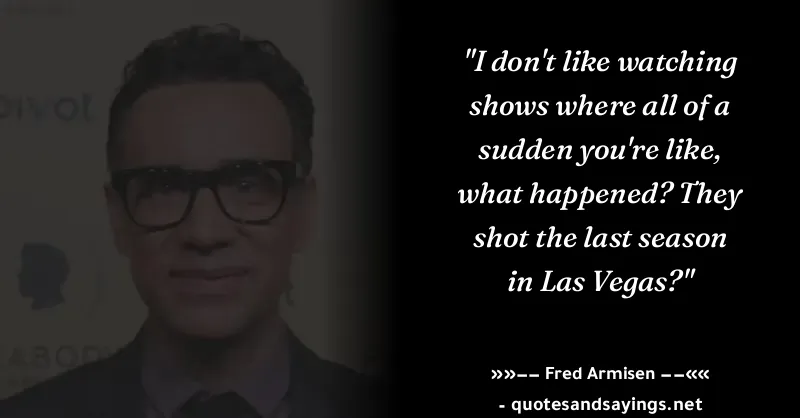 pivot
"I don't like watching
shows where all of a
sudden you're like,
what happened? They
shot the last season
in Las Vegas?"
»»−− Fred Armisen −−««
- quotesandsayings.net